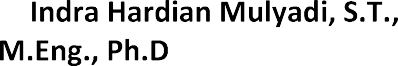 Indra Hardian Mulyadi, S.T.,
M.Eng., Ph.D